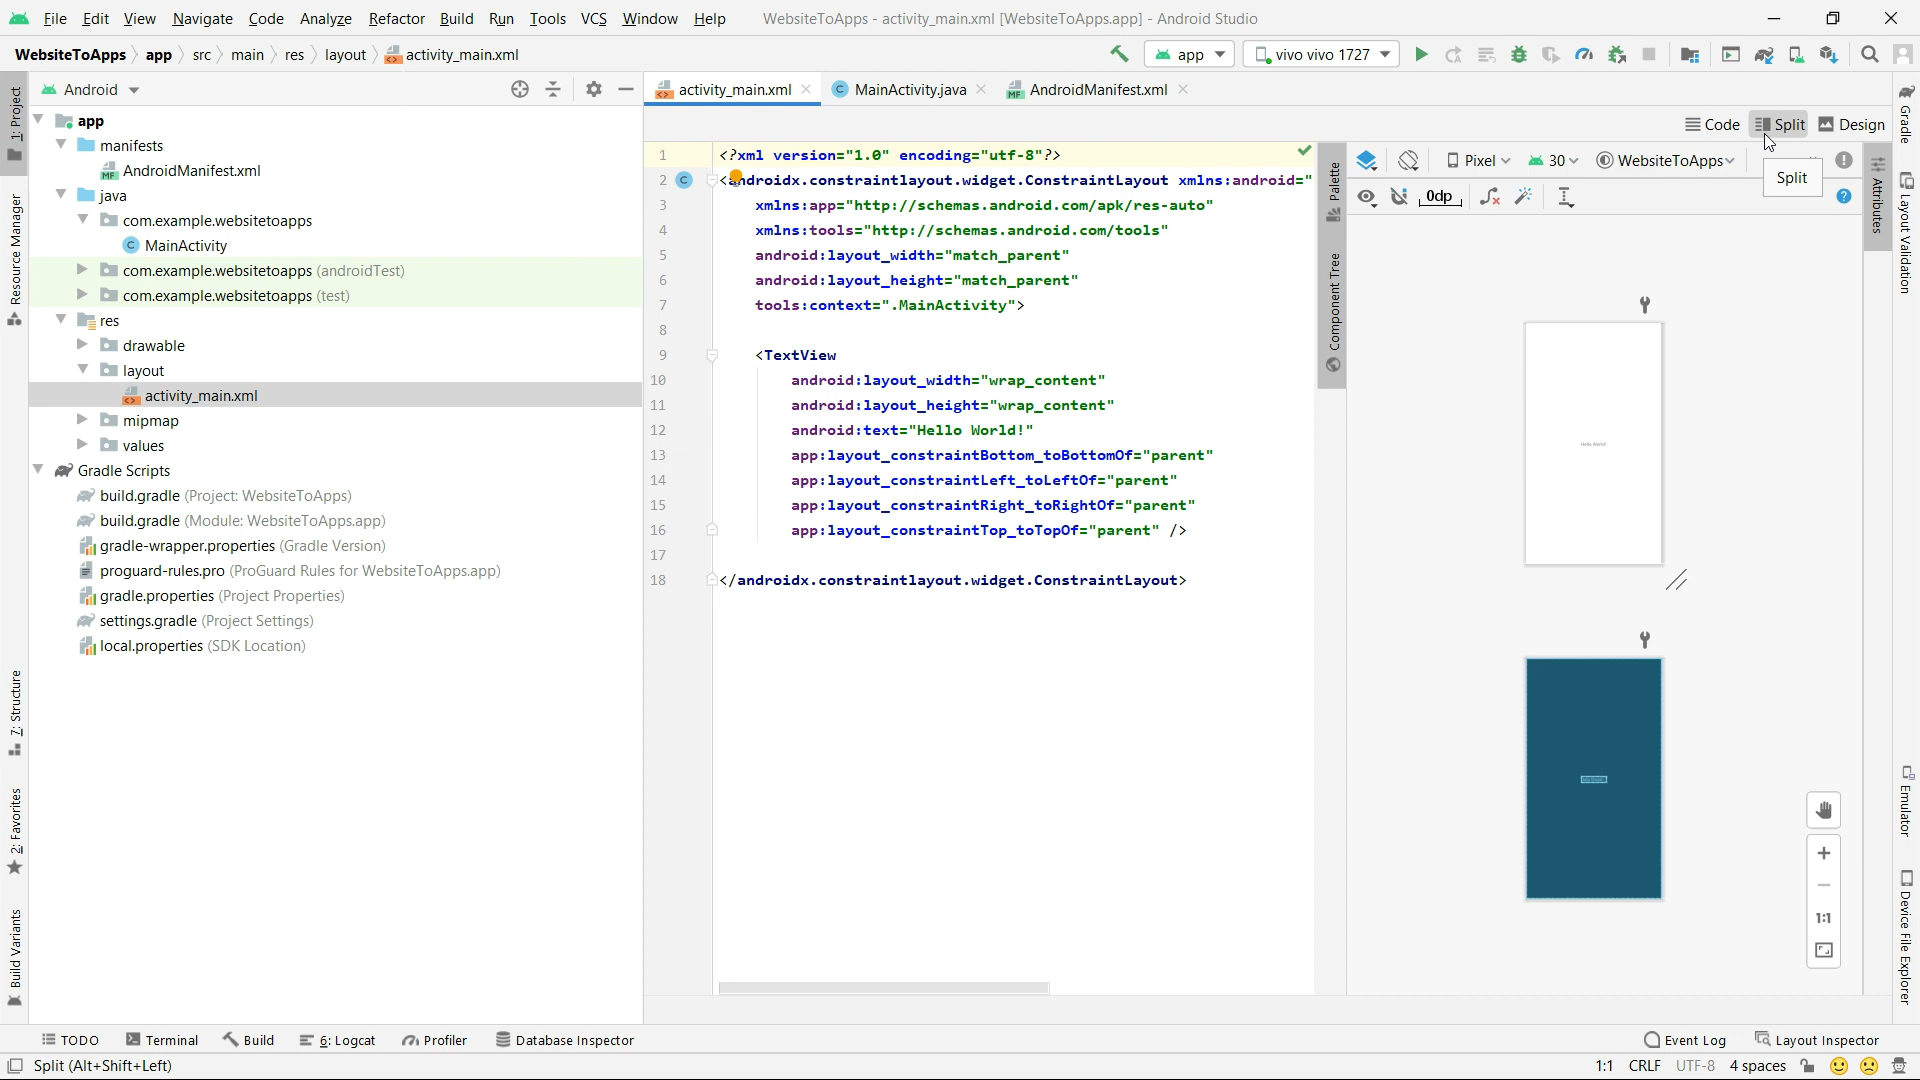 File Edit View Navigate Code Analyze Refactor Build Run Tools VCS Window Help WebsiteToApps - activity_main.xml [WebsiteToApps.app] - Android Studio
WebsiteToApps app src main res layout activity_main.xml app vivo vivo 1727
Android activity_main.xml MainActivity.java AndroidManifest.xml
Code Split Design
Pixel 30 WebsiteToApps
Split
0dp
1: Project
Resource Manager
7: Structure
2: Favorites
Build Variants
app
manifests
AndroidManifest.xml
java
com.example.websitetoapps
MainActivity
com.example.websitetoapps (androidTest)
com.example.websitetoapps (test)
res
drawable
layout
activity_main.xml
mipmap
values
Gradle Scripts
build.gradle (Project: WebsiteToApps)
build.gradle (Module: WebsiteToApps.app)
gradle-wrapper.properties (Gradle Version)
proguard-rules.pro (ProGuard Rules for WebsiteToApps.app)
gradle.properties (Project Properties)
settings.gradle (Project Settings)
local.properties (SDK Location)
1 <?xml version="1.0" encoding="utf-8"?>
2 <androidx.constraintlayout.widget.ConstraintLayout xmlns:android="
3 xmlns:app="http://schemas.android.com/apk/res-auto"
4 xmlns:tools="http://schemas.android.com/tools"
5 android:layout_width="match_parent"
6 android:layout_height="match_parent"
7 tools:context=".MainActivity">
8
9 <TextView
10 android:layout_width="wrap_content"
11 android:layout_height="wrap_content"
12 android:text="Hello World!"
13 app:layout_constraintBottom_toBottomOf="parent"
14 app:layout_constraintLeft_toLeftOf="parent"
15 app:layout_constraintRight_toRightOf="parent"
16 app:layout_constraintTop_toTopOf="parent" />
17
18 </androidx.constraintlayout.widget.ConstraintLayout>
Palette
Component Tree
Hello World!
1:1
Attributes
Gradle
Layout Validation
Emulator
Device File Explorer
TODO Terminal Build 6: Logcat Profiler Database Inspector Event Log Layout Inspector
Split (Alt+Shift+Left) 1:1 CRLF UTF-8 4 spaces